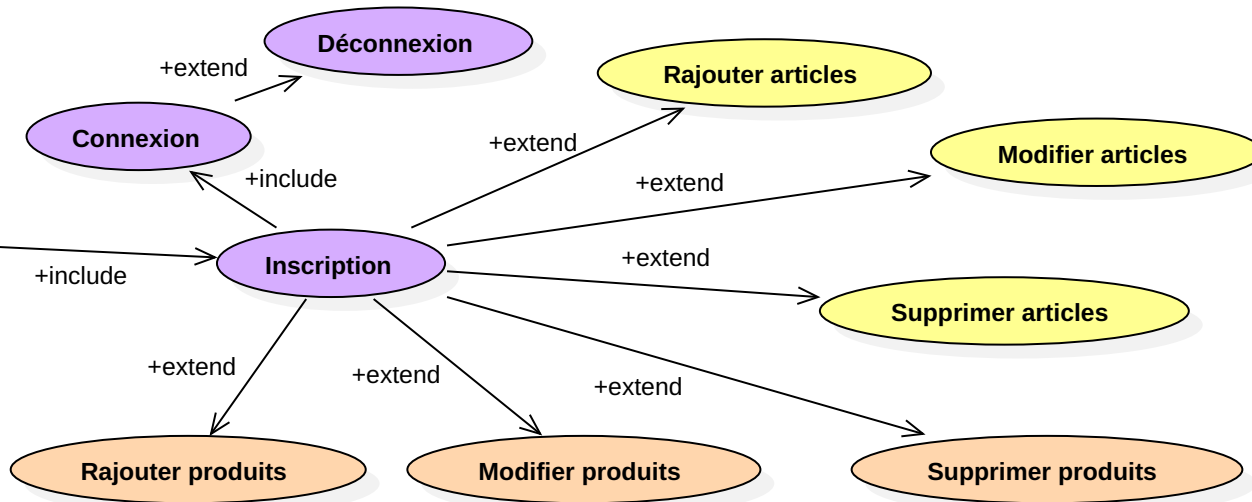 Déconnexion
+extend
Rajouter articles
Connexion
+extend
Modifier articles
+include
+extend
Inscription
+extend
+include
Supprimer articles
+extend
+extend
+extend
Rajouter produits
Modifier produits
Supprimer produits